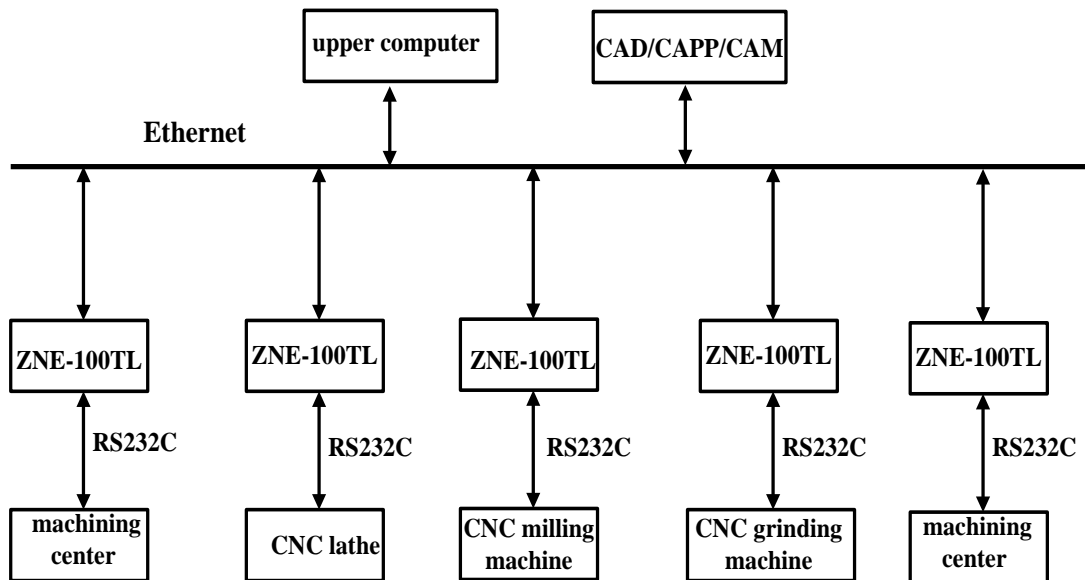 upper computer
CAD/CAPP/CAM
Ethernet
ZNE-100TL
ZNE-100TL
ZNE-100TL
ZNE-100TL
ZNE-100TL
RS232C
RS232C
RS232C
RS232C
RS232C
machining
center
CNC lathe
CNC milling
machine
CNC grinding
machine
machining
center